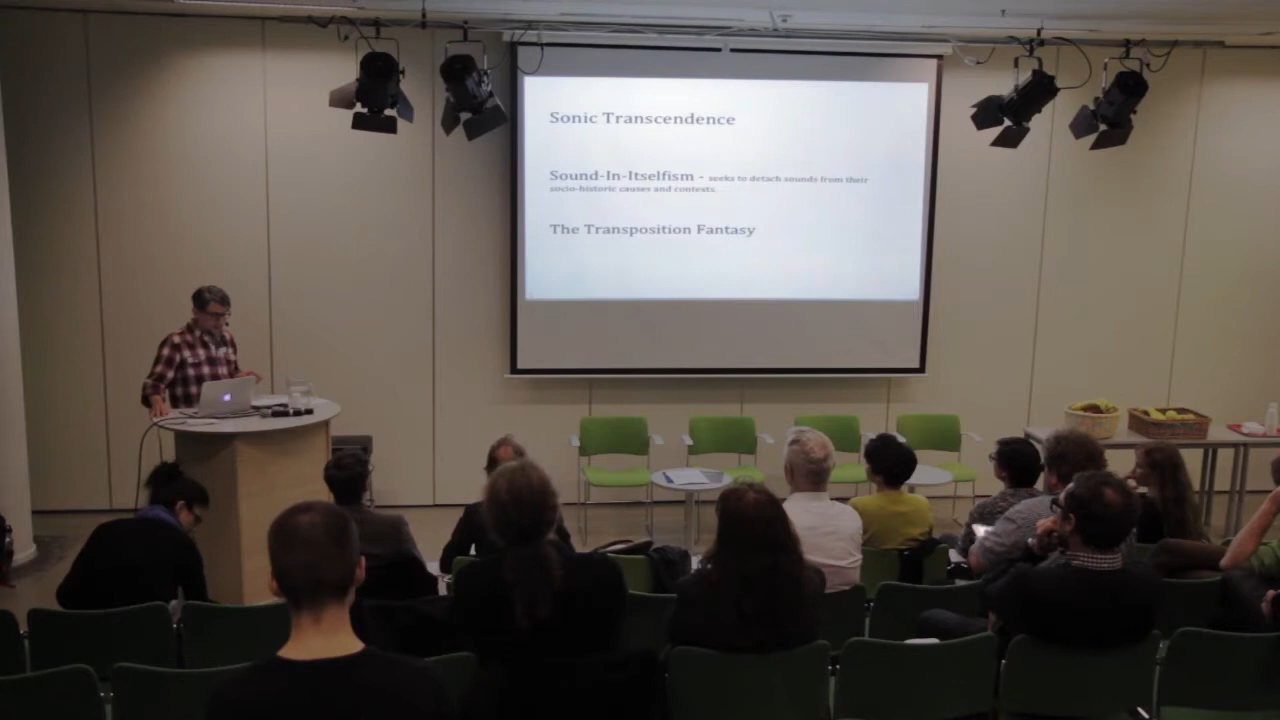 Sonic Transcendence
Sound-In-Itselfism - seeks to detach sounds from their
socio-historic causes and contexts.
The Transposition Fantasy